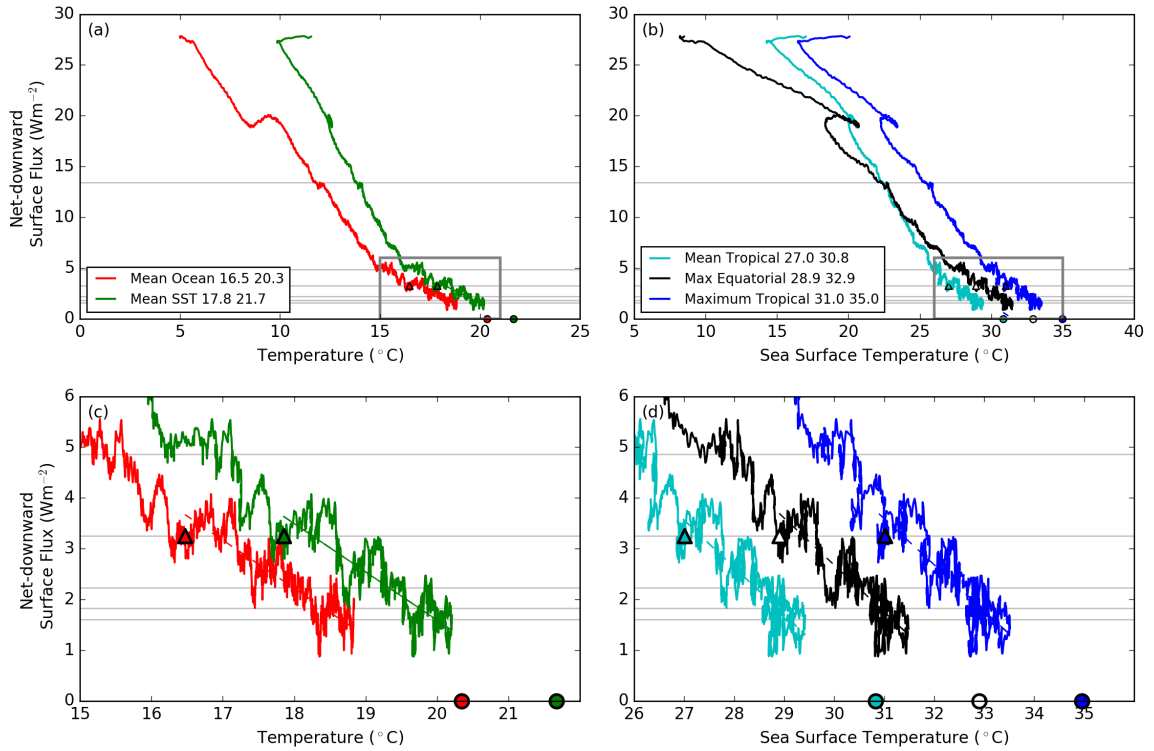 (a)
Net-downward
Surface Flux (Wm−2)
30
25
20
15
10
5
0
Mean Ocean 16.5 20.3
Mean SST 17.8 21.7
0 5 10 15 20 25
Temperature (°C)
(b)
30
25
20
15
10
5
0
Mean Tropical 27.0 30.8
Max Equatorial 28.9 32.9
Maximum Tropical 31.0 35.0
5 10 15 20 25 30 35 40
Sea Surface Temperature (°C)
(c)
Net-downward
Surface Flux (Wm−2)
6
5
4
3
2
1
0
15 16 17 18 19 20 21
Temperature (°C)
(d)
6
5
4
3
2
1
0
26 27 28 29 30 31 32 33 34 35
Sea Surface Temperature (°C)